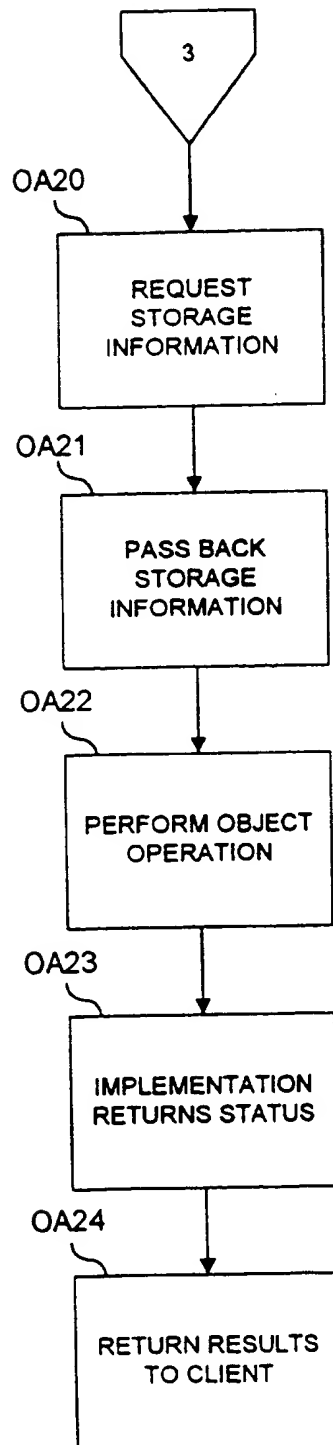 3
OA20
REQUEST
STORAGE
INFORMATION
OA21
PASS BACK
STORAGE
INFORMATION
OA22
PERFORM OBJECT
OPERATION
OA23
IMPLEMENTATION
RETURNS STATUS
OA24
RETURN RESULTS
TO CLIENT